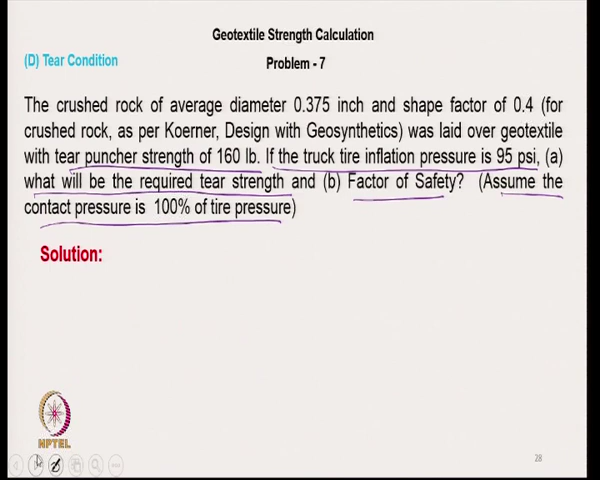 Geotextile Strength Calculation
(D) Tear Condition
Problem - 7
The crushed rock of average diameter 0.375 inch and shape factor of 0.4 (for
crushed rock, as per Koerner, Design with Geosynthetics) was laid over geotextile
with tear puncher strength of 160 lb. If the truck tire inflation pressure is 95 psi, (a)
what will be the required tear strength and (b) Factor of Safety? (Assume the
contact pressure is 100% of tire pressure)
Solution:
NPTEL
28